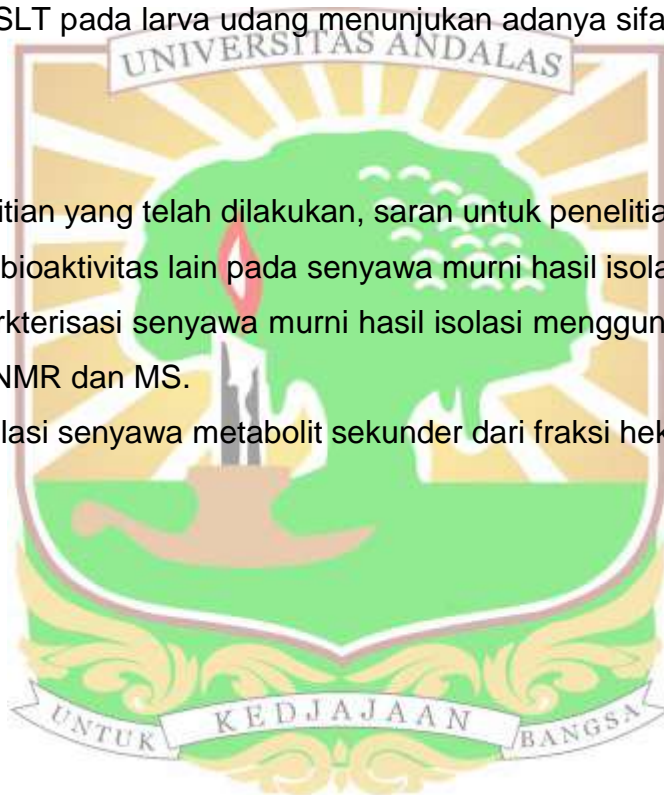 SLT pada larva udang menunjukan adanya sifa
UNIVERSITAS ANDALAS
itian yang telah dilakukan, saran untuk penelitia
bioaktivitas lain pada senyawa murni hasil isola
rkterisasi senyawa murni hasil isolasi menggun
NMR dan MS.
lasi senyawa metabolit sekunder dari fraksi hek
UNTUK KEDJAJAAN BANGSA